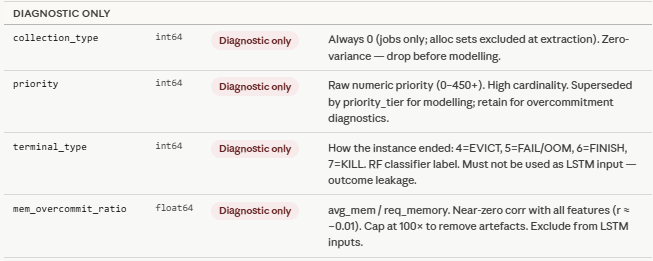 DIAGNOSTIC ONLY
collection_type int64 Diagnostic only Always 0 (jobs only; alloc sets excluded at extraction). Zero-
variance — drop before modelling.
priority int64 Diagnostic only Raw numeric priority (0–450+). High cardinality. Superseded
by priority_tier for modelling; retain for overcommitment
diagnostics.
terminal_type int64 Diagnostic only How the instance ended: 4=EVICT, 5=FAIL/OOM, 6=FINISH,
7=KILL. RF classifier label. Must not be used as LSTM input —
outcome leakage.
mem_overcommit_ratio float64 Diagnostic only avg_mem / req_memory. Near-zero corr with all features (r ≈
−0.01). Cap at 100× to remove artefacts. Exclude from LSTM
inputs.